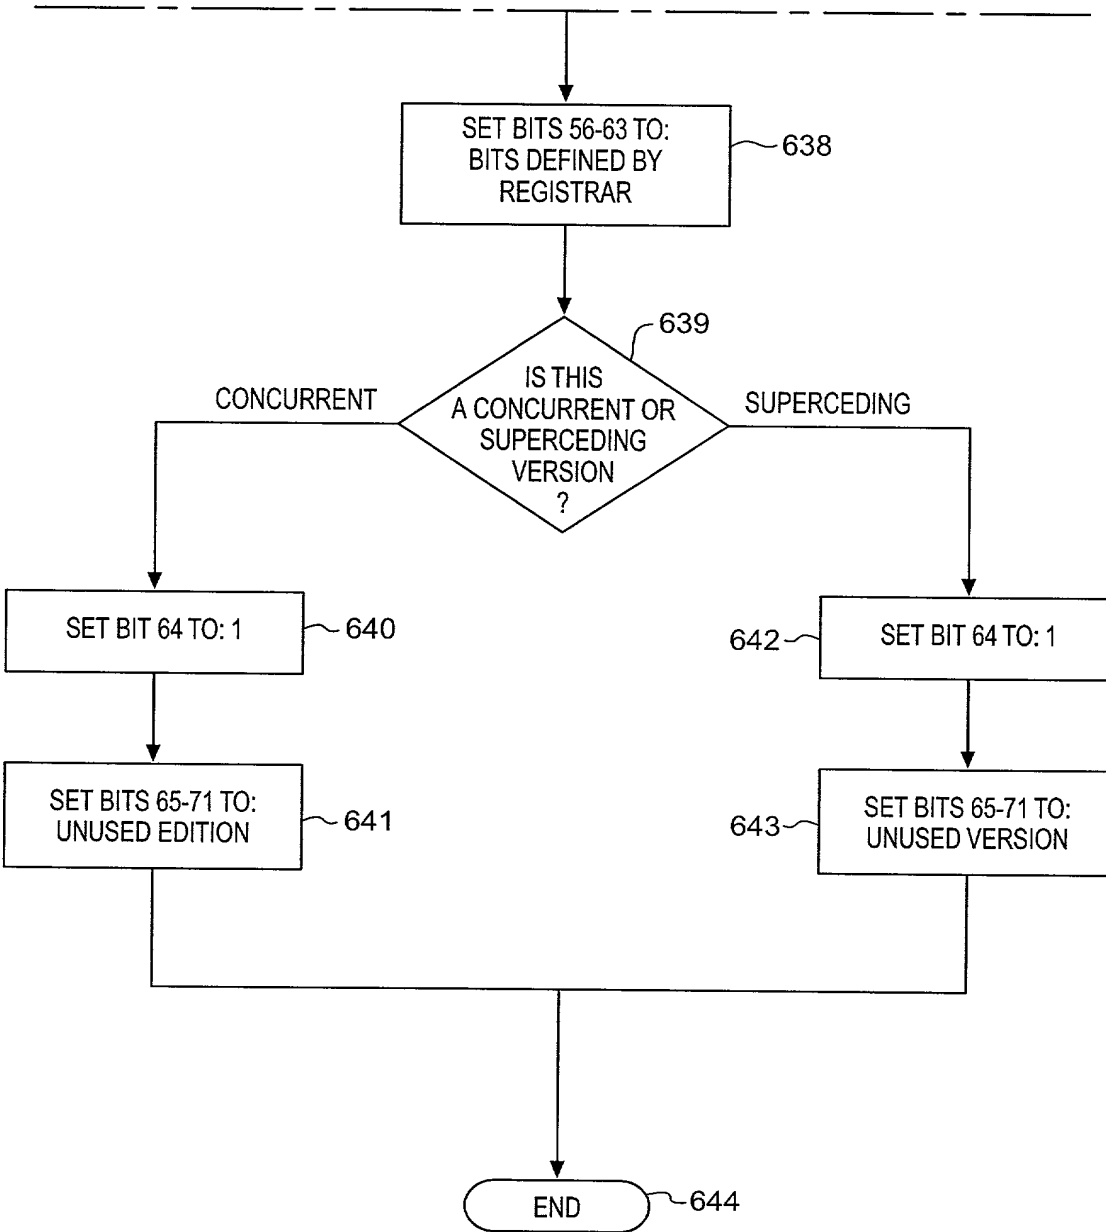 SET BITS 56-63 TO:
BITS DEFINED BY
REGISTRAR
638
639
IS THIS
A CONCURRENT OR
SUPERCEDING
VERSION
?
CONCURRENT
SUPERCEDING
SET BIT 64 TO: 1
640
642
SET BIT 64 TO: 1
SET BITS 65-71 TO:
UNUSED EDITION
641
643
SET BITS 65-71 TO:
UNUSED VERSION
END
644